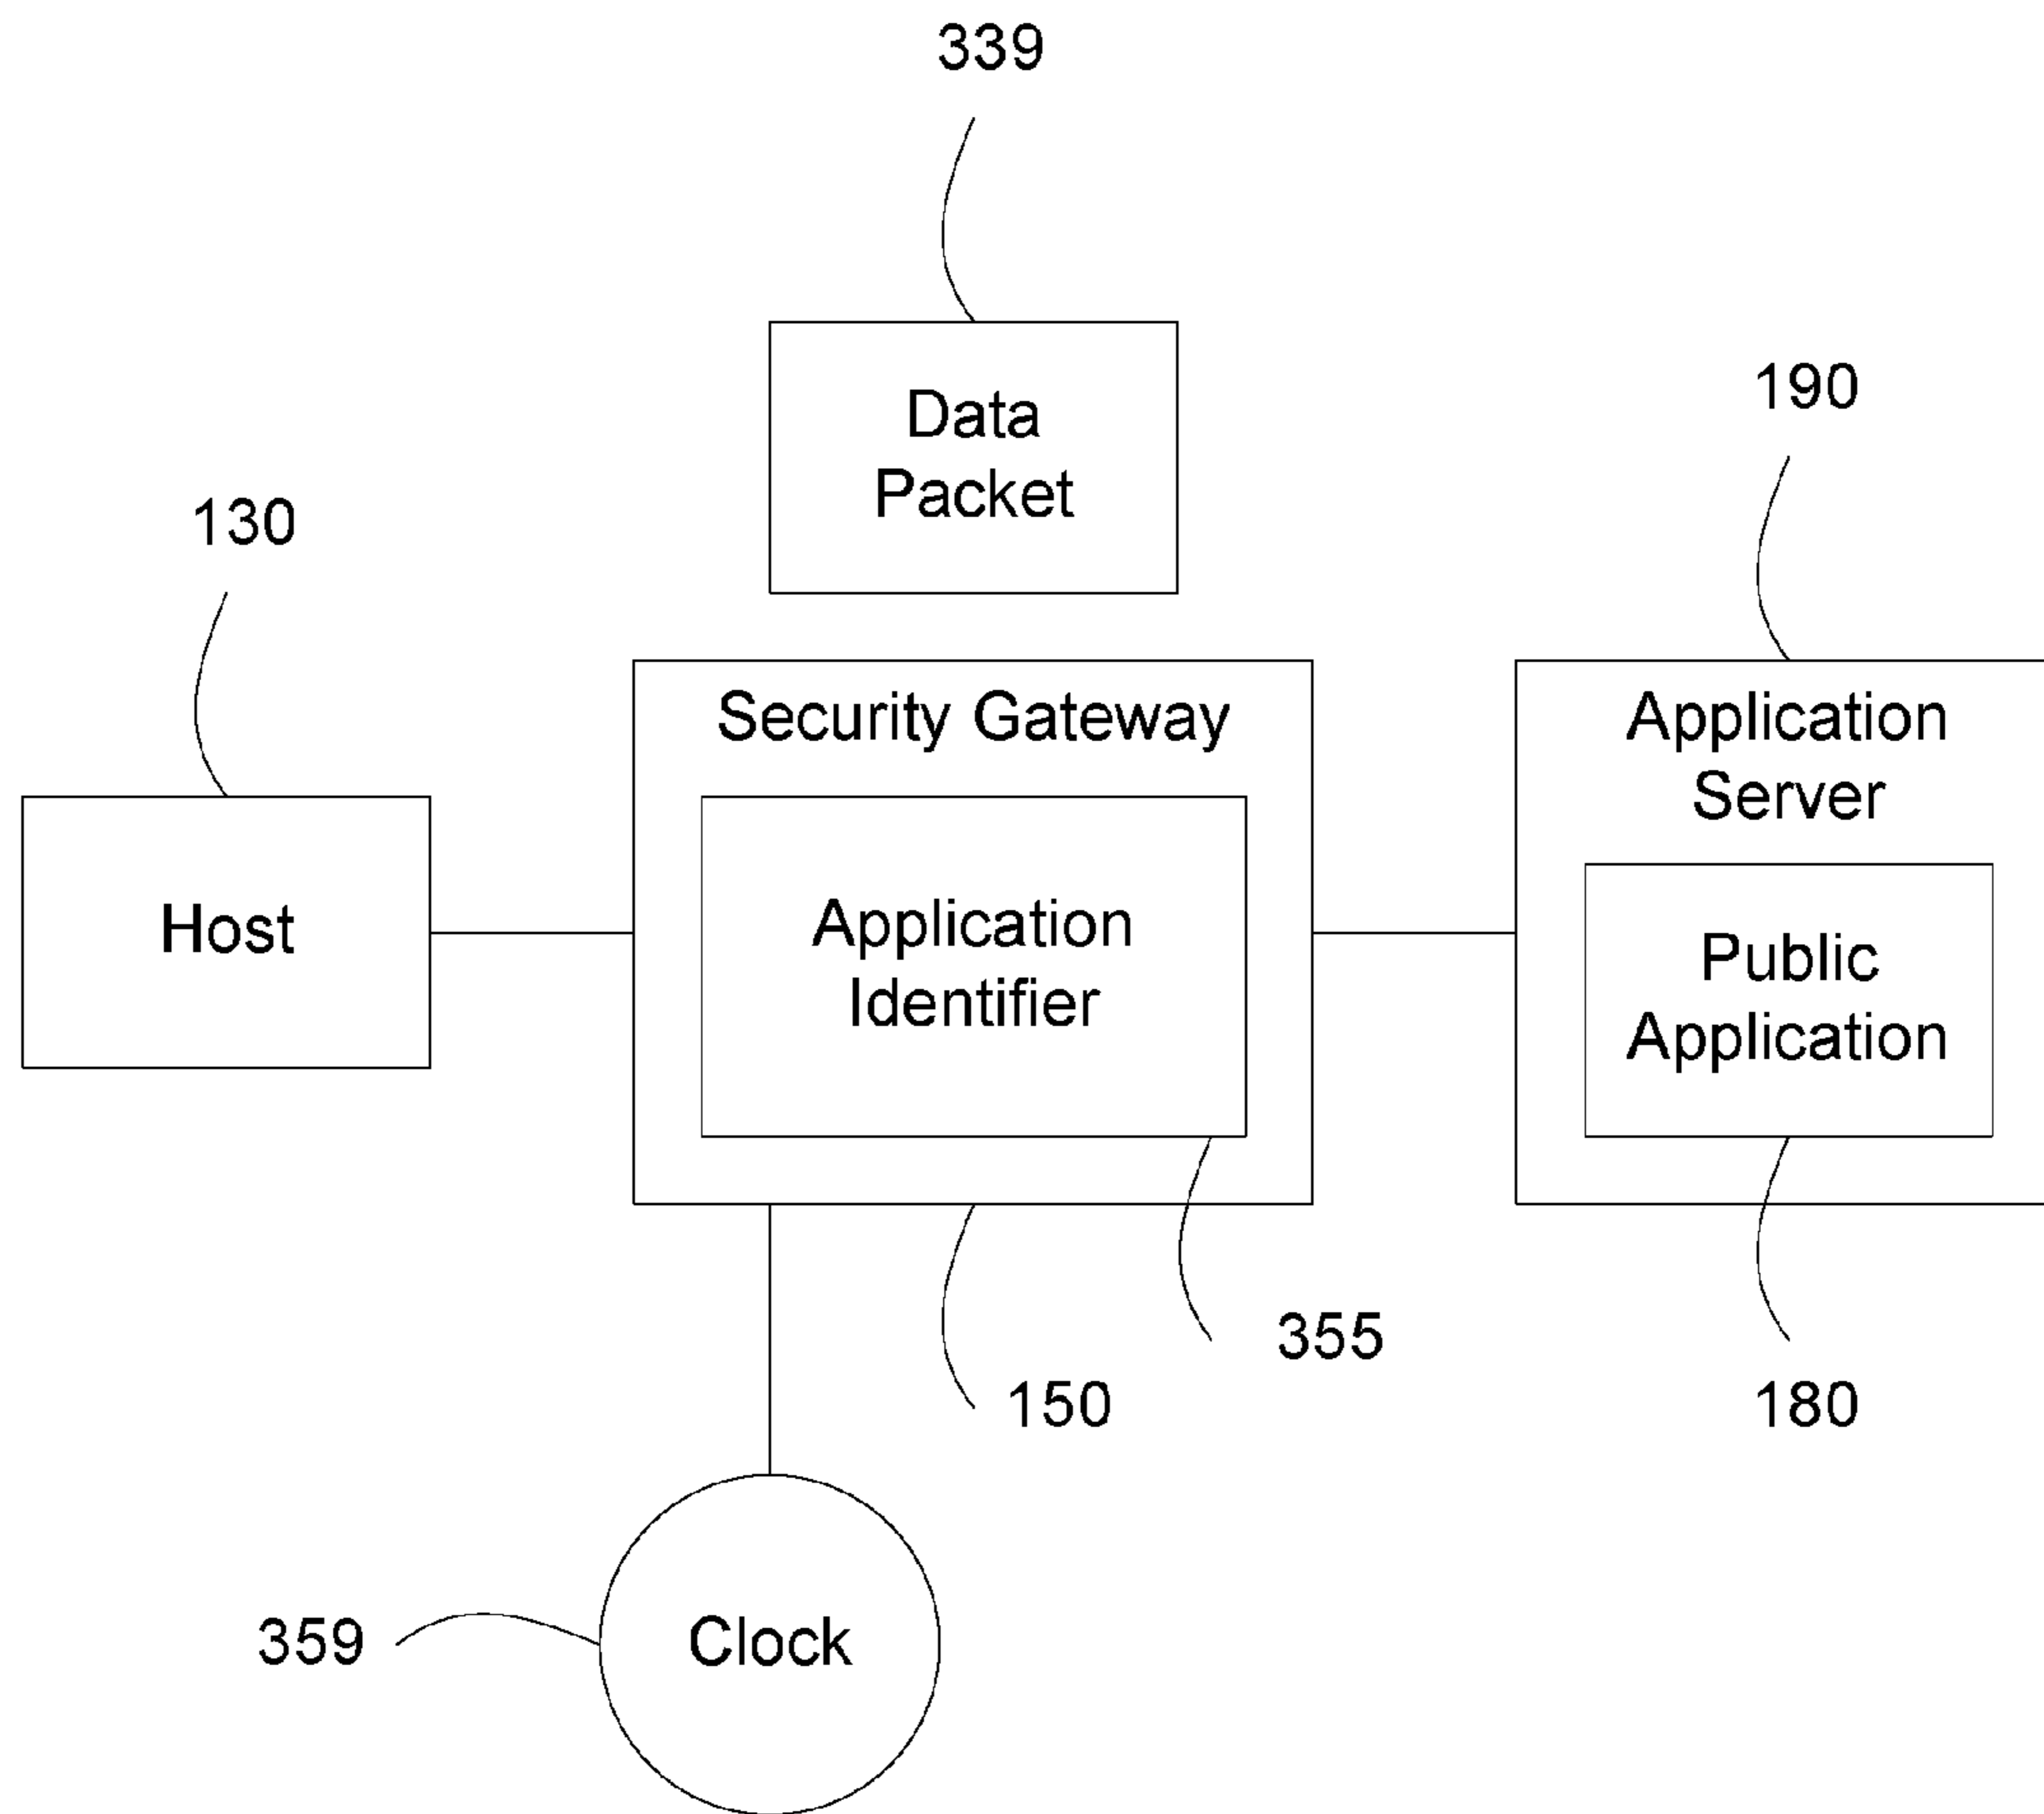 339
Data
Packet
190
130
Security Gateway
Application
Server
Host
Application
Identifier
Public
Application
355
150
180
359
Clock